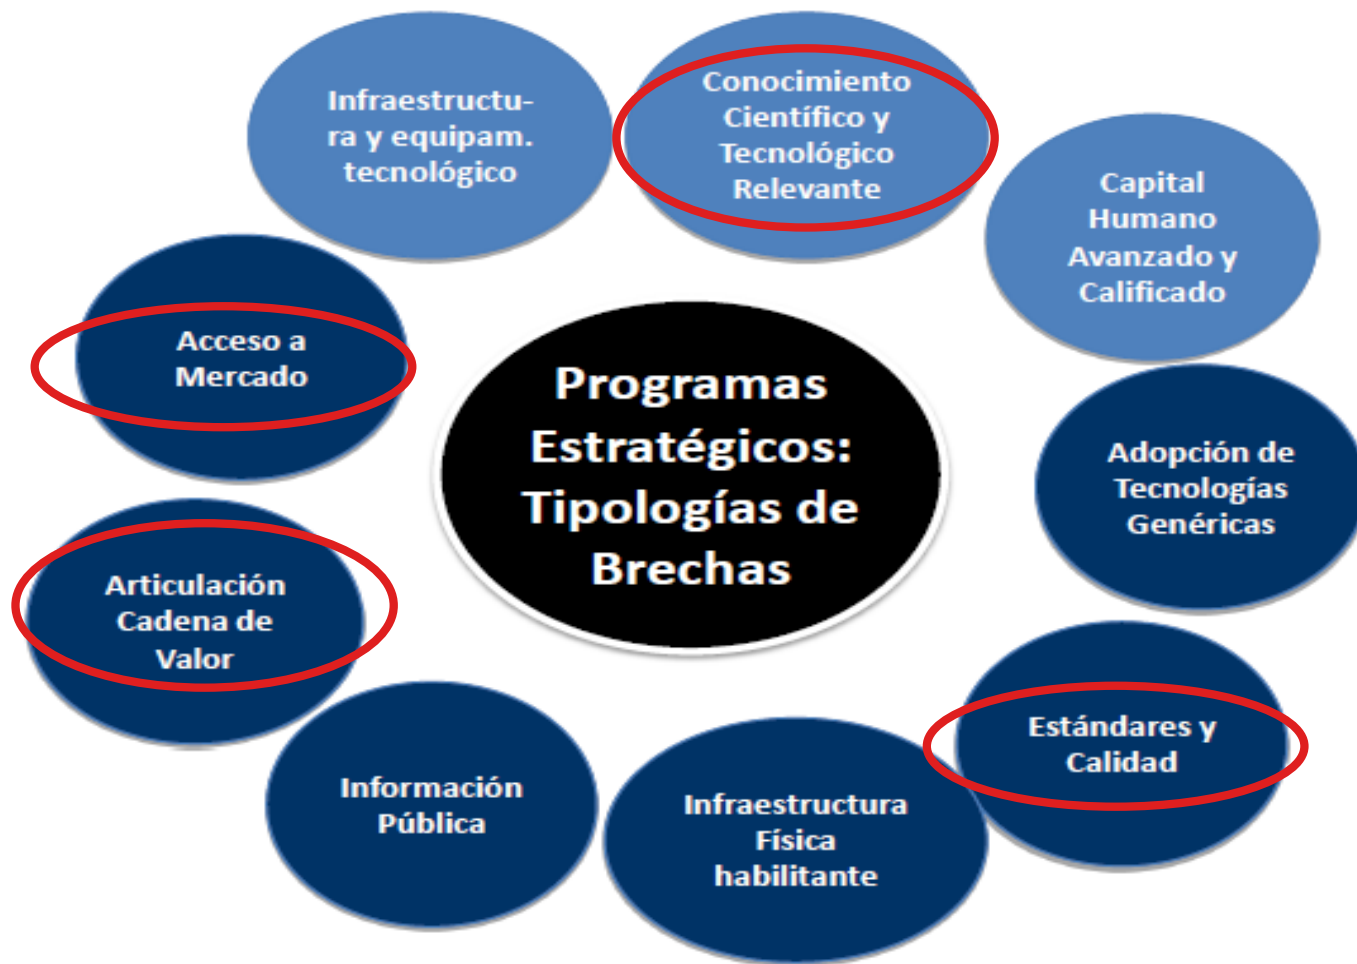 Infraestructu-
ra y equipam.
tecnológico
Conocimiento
Científico y
Tecnológico
Relevante
Capital
Humano
Avanzado y
Calificado
Acceso a
Mercado
Programas
Estratégicos:
Tipologías de
Brechas
Adopción de
Tecnologías
Genéricas
Articulación
Cadena de
Valor
Estándares y
Calidad
Información
Pública
Infraestructura
Física
habilitante